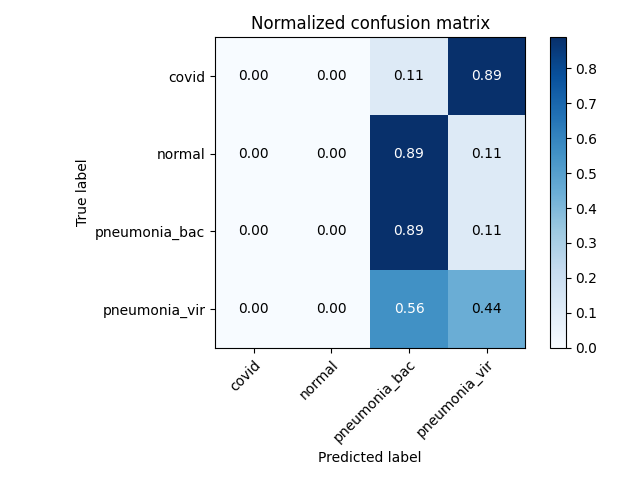 Normalized confusion matrix
True label
covid 0.00 0.00 0.11 0.89
normal 0.00 0.00 0.89 0.11
pneumonia_bac 0.00 0.00 0.89 0.11
pneumonia_vir 0.00 0.00 0.56 0.44
covid normal pneumonia_bac pneumonia_vir
Predicted label
0.8
0.7
0.6
0.5
0.4
0.3
0.2
0.1
0.0